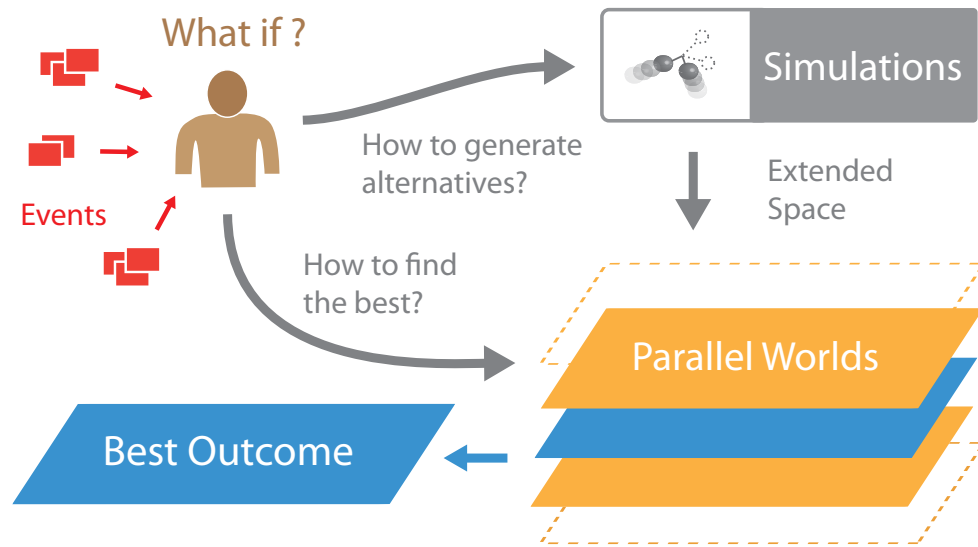 What if ?
Simulations
How to generate
alternatives?
Extended
Space
Events
How to find
the best?
Parallel Worlds
Best Outcome